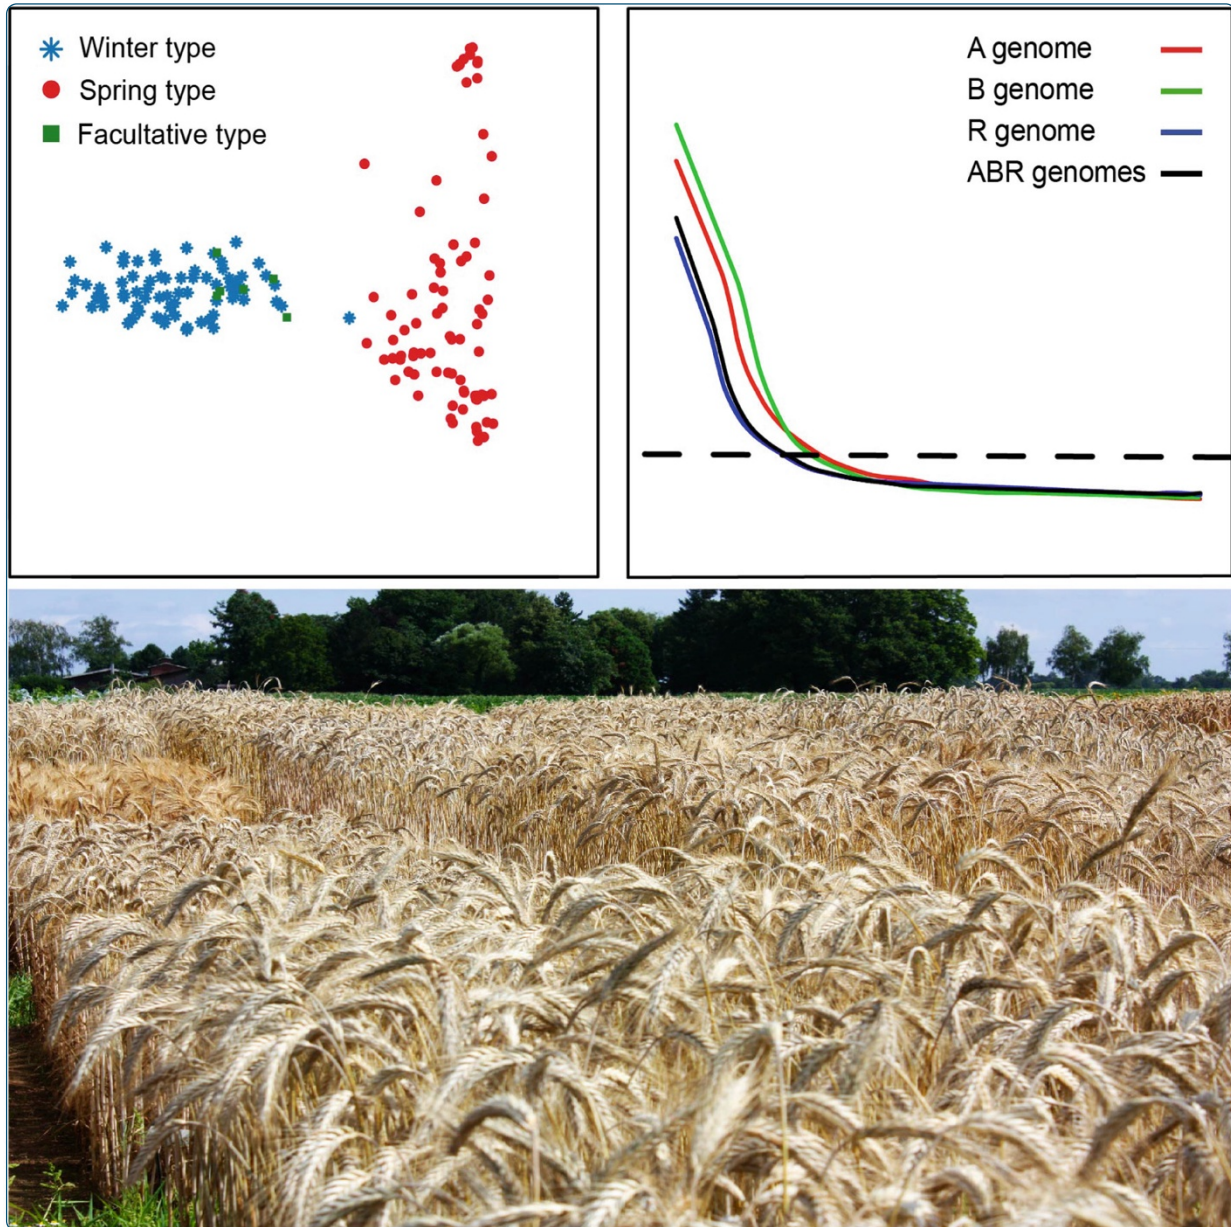 Winter type
Spring type
Facultative type
A genome
B genome
R genome
ABR genomes